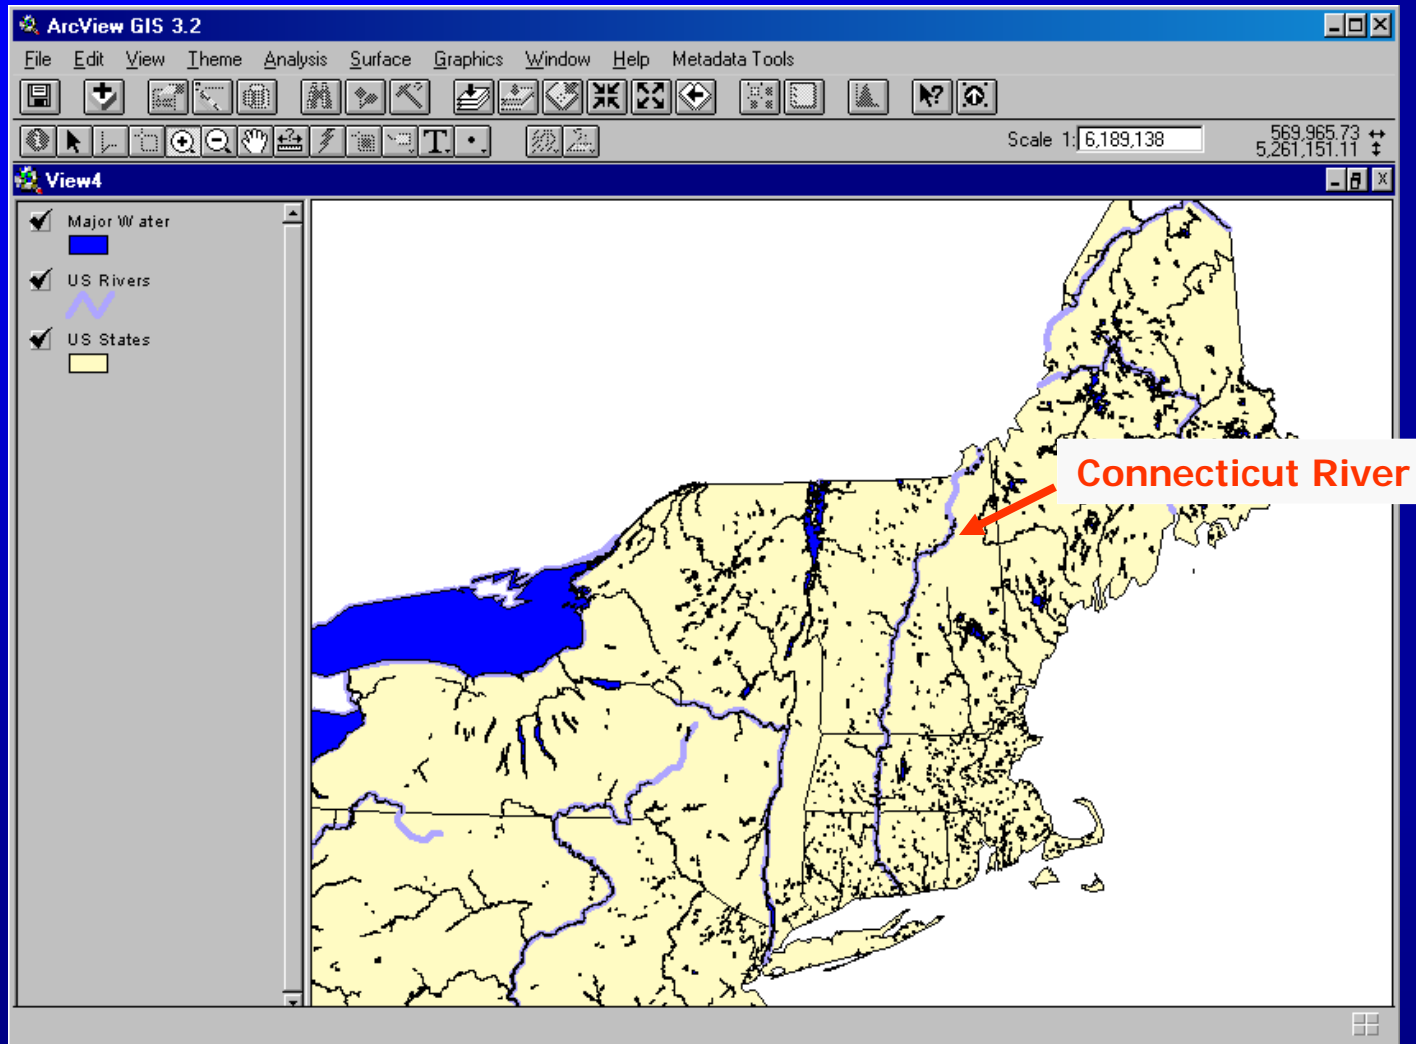 ArcView GIS 3.2
File Edit View Theme Analysis Surface Graphics Window Help Metadata Tools
Scale 1: 6,189,138
569,965.73
5,261,151.11
View4
Major Water
US Rivers
US States
Connecticut River